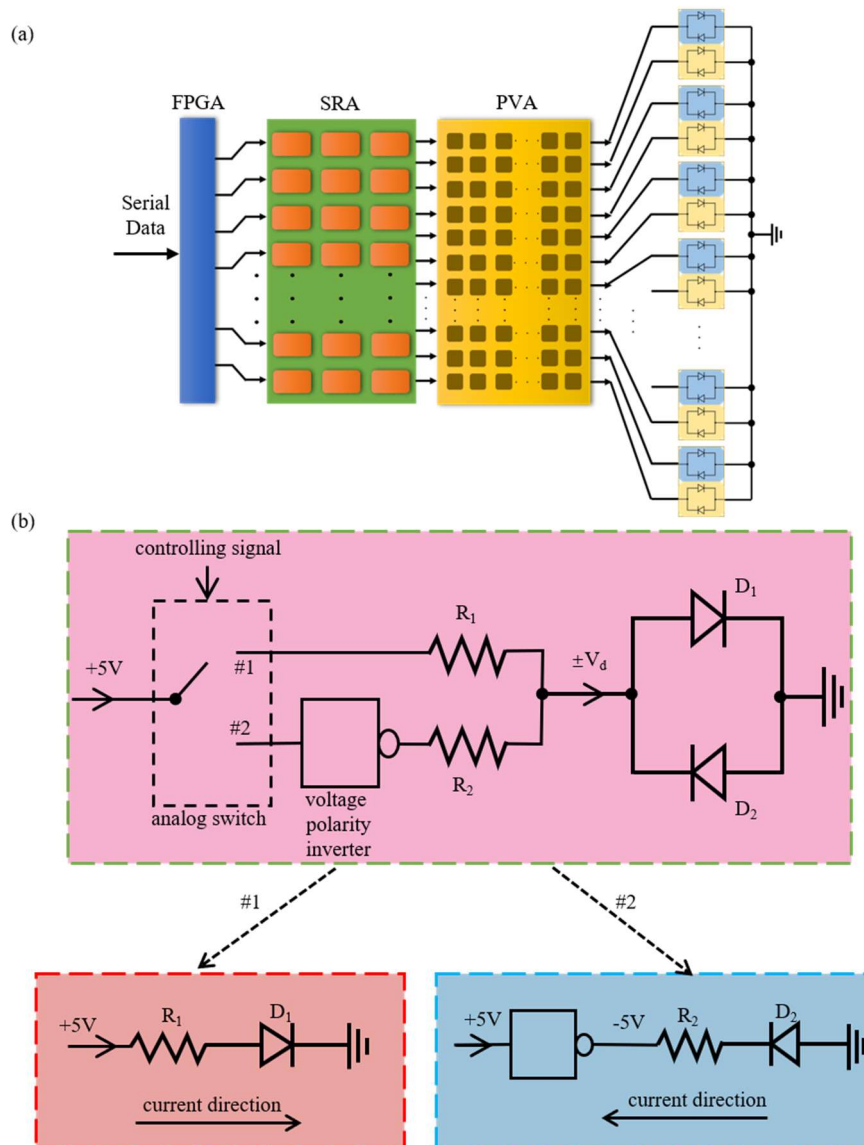 (a)
FPGA
SRA
PVA
Serial
Data
(b)
controlling signal
+5V
#1
#2
analog switch
voltage
polarity
inverter
R1
R2
±Vd
D1
D2
#1
#2
+5V
R1
D1
current direction
+5V
-5V
R2
D2
current direction